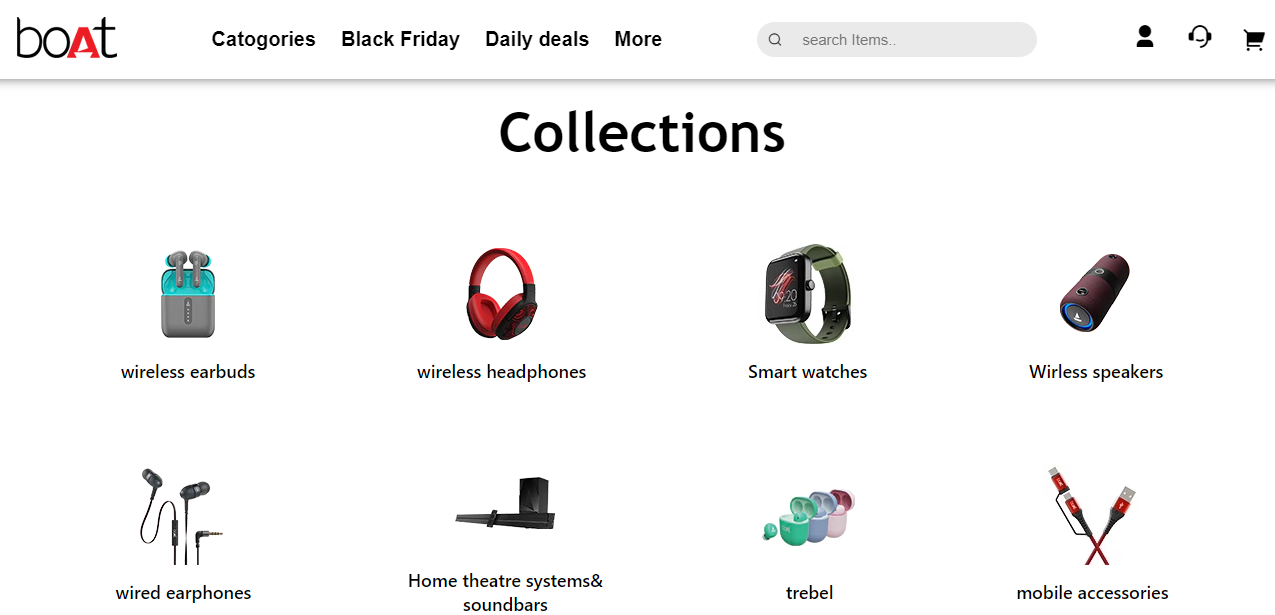 boAt
Catogories Black Friday Daily deals More search Items..
Collections
wireless earbuds wireless headphones Smart watches Wirless speakers
wired earphones Home theatre systems&
soundbars trebel mobile accessories